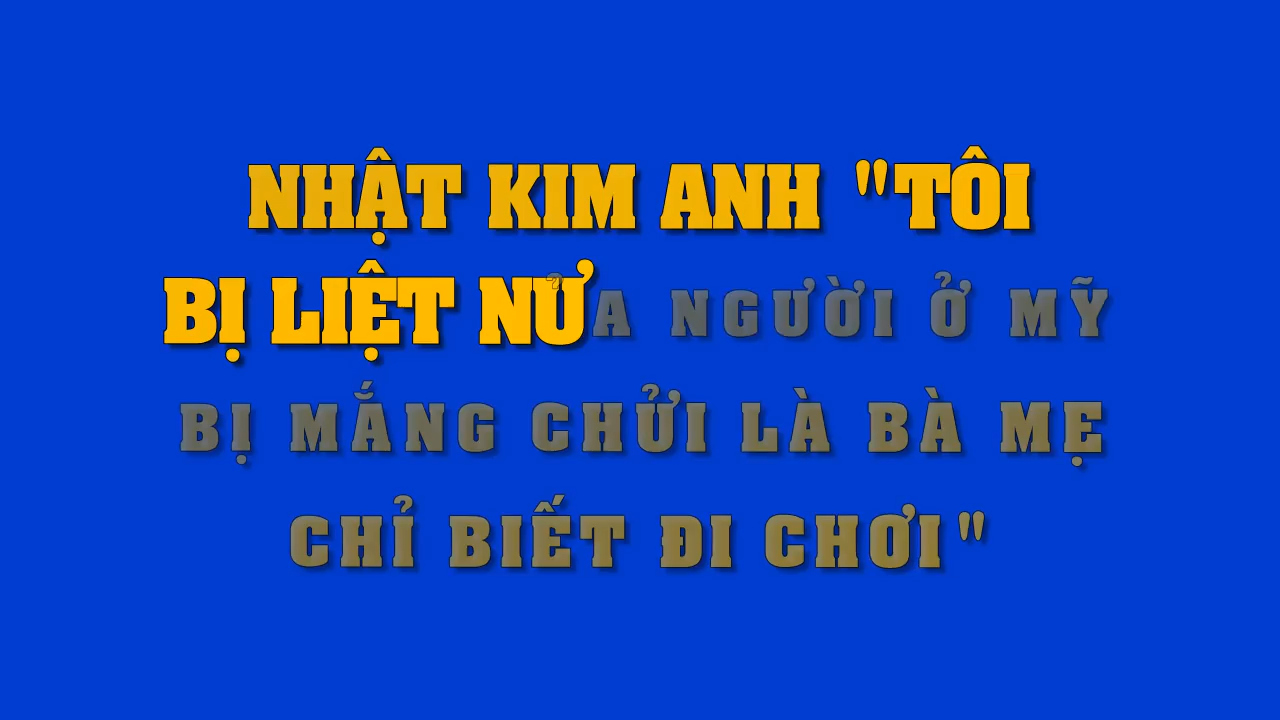 NHẬT KIM ANH "TÔI
BỊ LIỆT NỬA NGƯỜI Ở MỸ
BỊ MẮNG CHỬI LÀ BÀ MẸ
CHỈ BIẾT ĐI CHƠI"